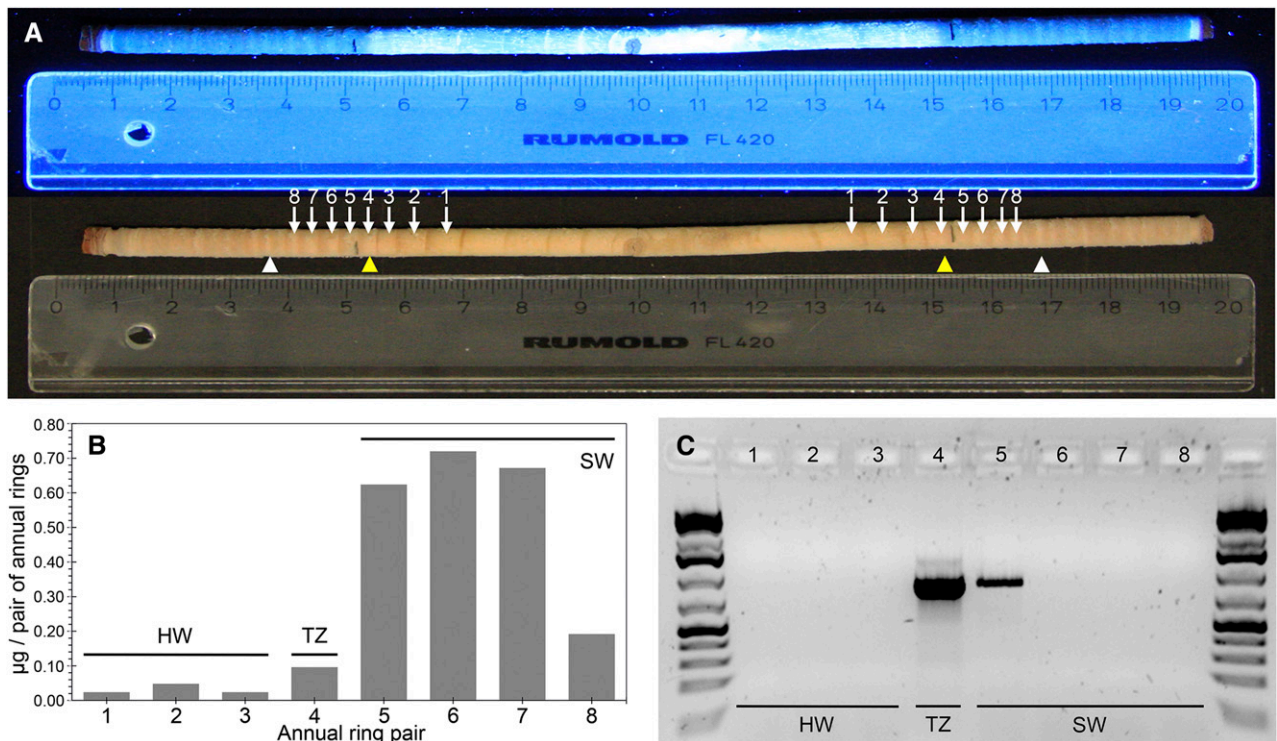 A
0 1 2 3 4 5 6 7 8 9 10 11 12 13 14 15 16 17 18 19 20
RUMOLD FL 420
8 7 6 5 4 3 2 1 1 2 3 4 5 6 7 8
0 1 2 3 4 5 6 7 8 9 10 11 12 13 14 15 16 17 18 19 20
RUMOLD FL 420
B
µg / pair of annual rings
0.80
0.70
0.60
0.50
0.40
0.30
0.20
0.10
0.00
HW TZ SW
1 2 3 4 5 6 7 8
Annual ring pair
C
1 2 3 4 5 6 7 8
HW TZ SW